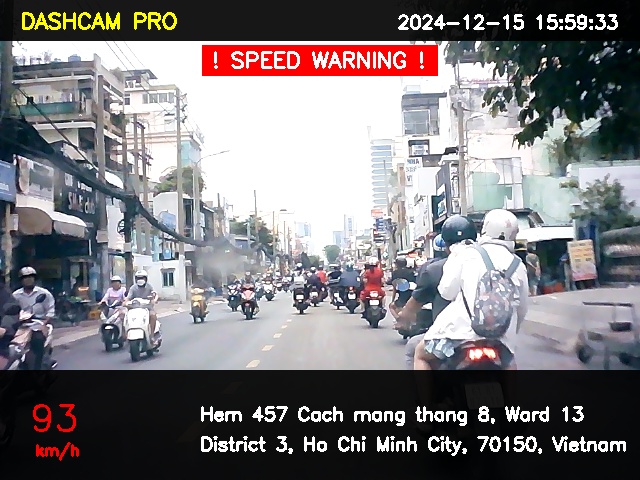 DASHCAM PRO
2024-12-15 15:59:33
! SPEED WARNING !
NHA
93
km/h
Hem 457 Cach mang thang 8, Ward 13
District 3, Ho Chi Minh City, 70150, Vietnam